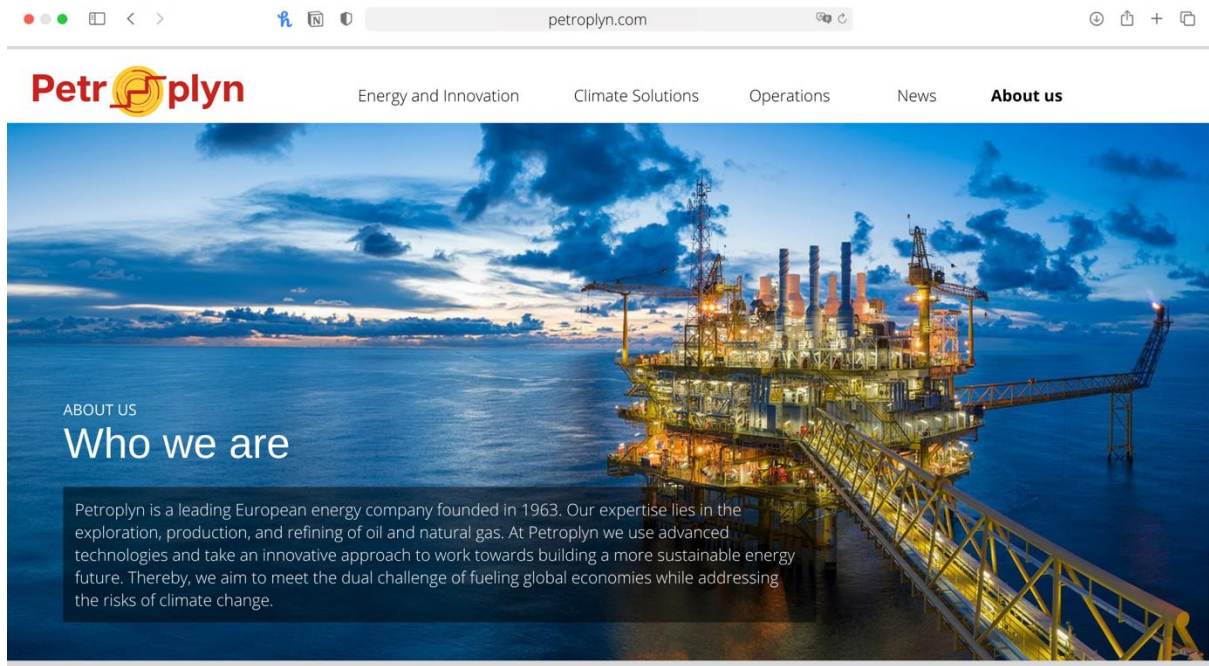 petroplyn.com
Petroplyn
Energy and Innovation
Climate Solutions
Operations
News
About us
ABOUT US
Who we are
Petroplyn is a leading European energy company founded in 1963. Our expertise lies in the
exploration, production, and refining of oil and natural gas. At Petroplyn we use advanced
technologies and take an innovative approach to work towards building a more sustainable energy
future. Thereby, we aim to meet the dual challenge of fueling global economies while addressing
the risks of climate change.